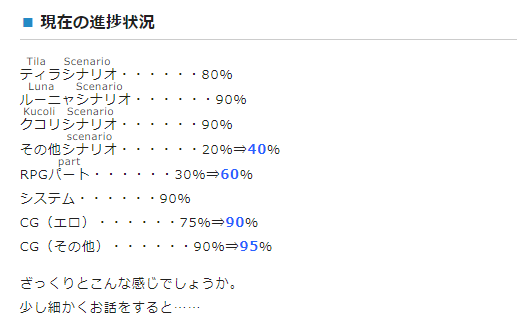 ■ 現在の進捗状況
Tila Scenario
ティラシナリオ・・・・・・80%
Luna Scenario
ルーニャシナリオ・・・・・・90%
Kucoli Scenario
クコリシナリオ・・・・・・90%
scenario
その他シナリオ・・・・・・20%⇒40%
part
RPGパート・・・・・・30%⇒60%
システム・・・・・・90%
CG（エロ）・・・・・・75%⇒90%
CG（その他）・・・・・・90%⇒95%
ざっくりとこんな感じでしょうか。
少し細かくお話をすると……